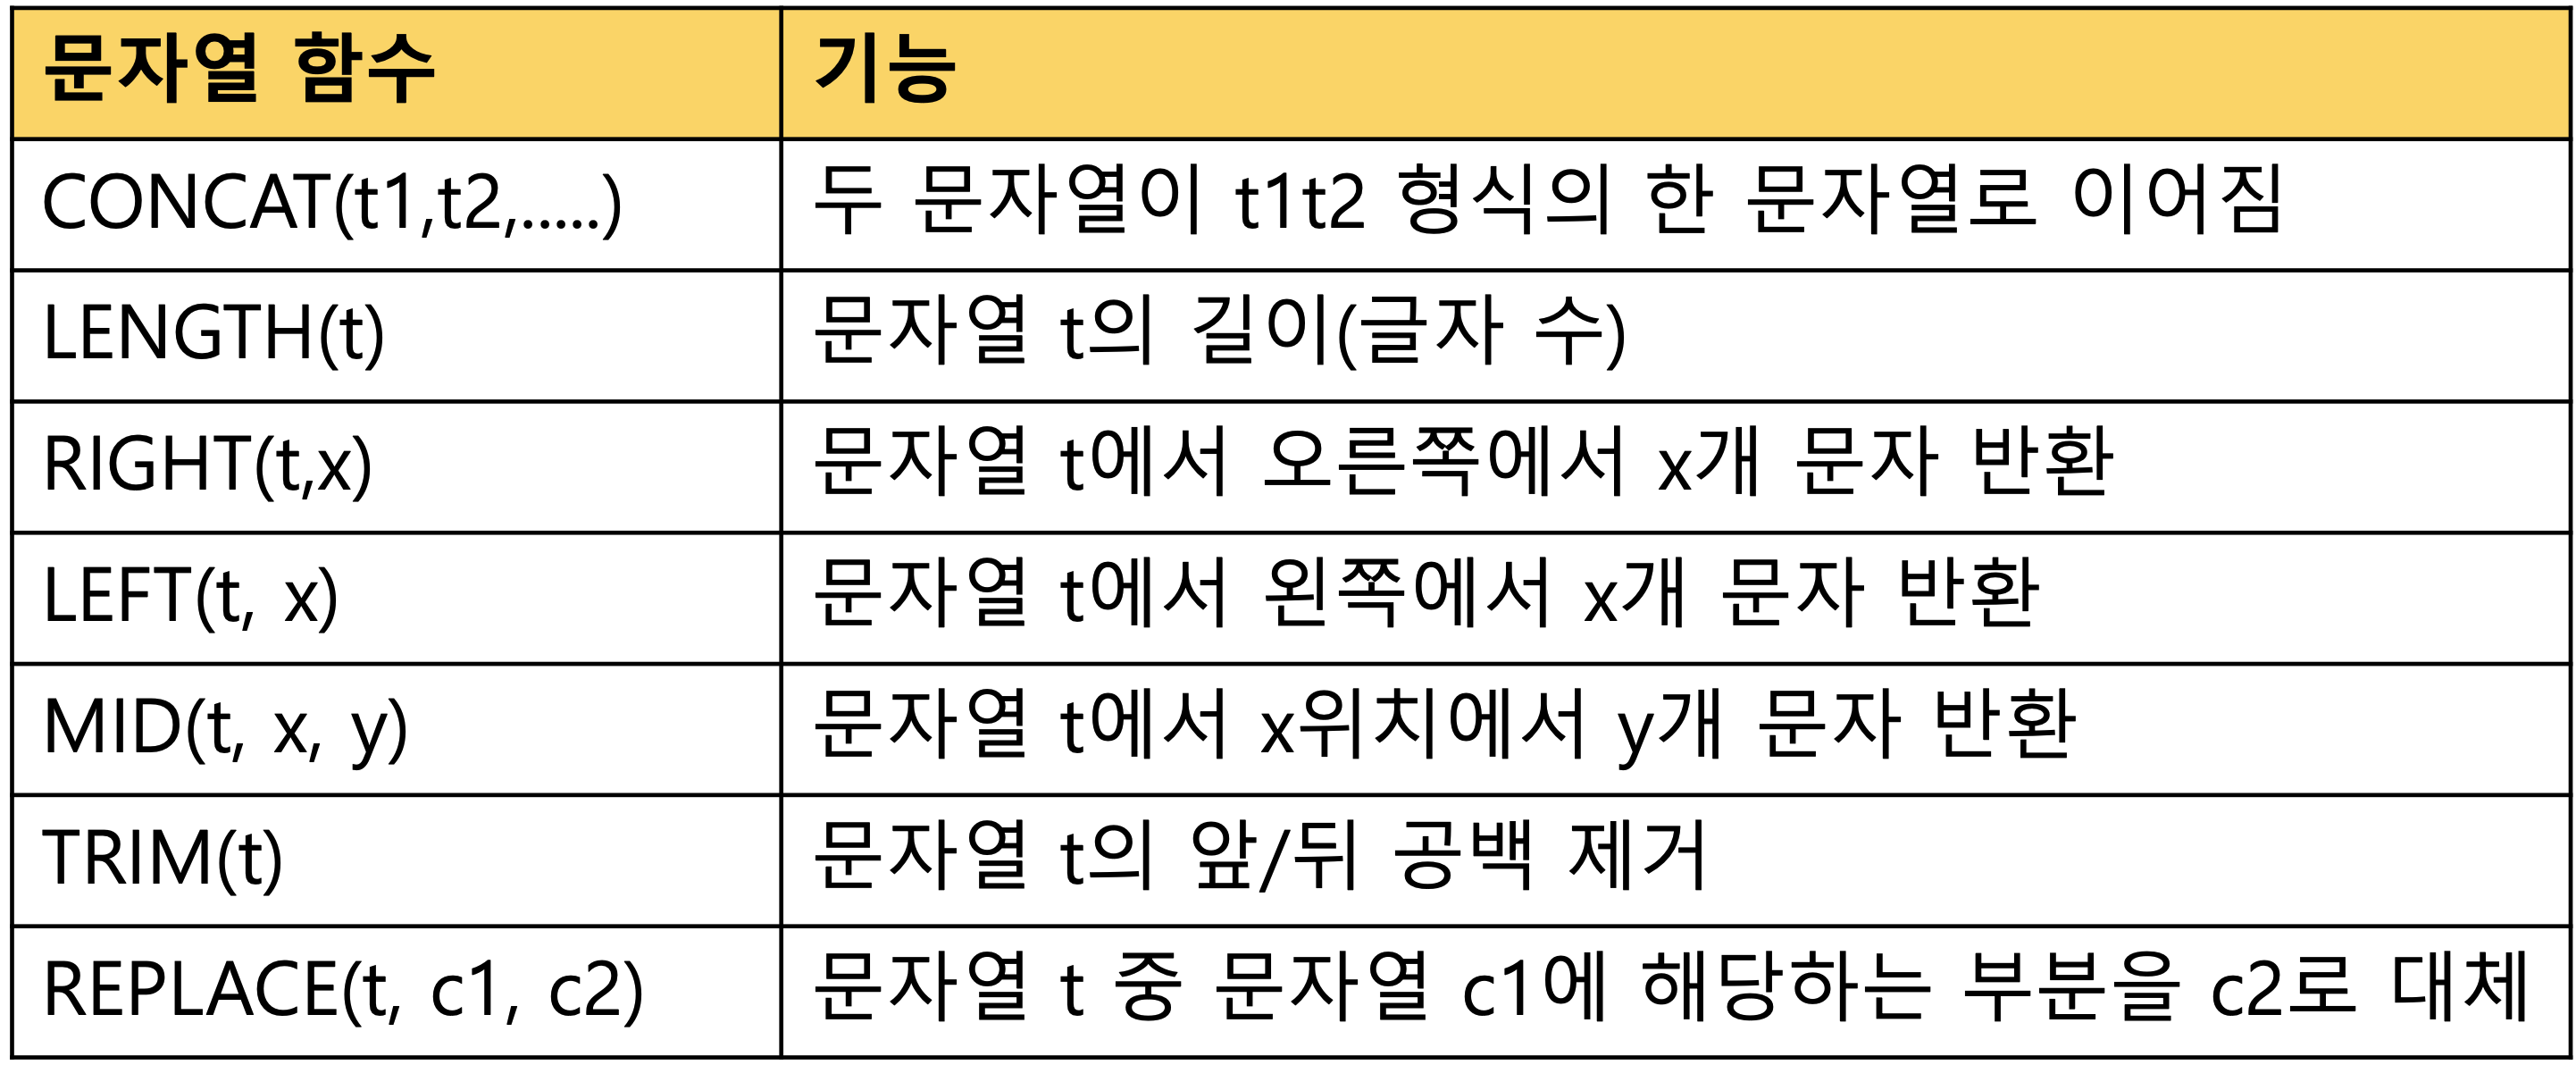 문자열 함수 기능
CONCAT(t1,t2,.....) 두 문자열이 t1t2 형식의 한 문자열로 이어짐
LENGTH(t) 문자열 t의 길이(글자 수)
RIGHT(t,x) 문자열 t에서 오른쪽에서 x개 문자 반환
LEFT(t, x) 문자열 t에서 왼쪽에서 x개 문자 반환
MID(t, x, y) 문자열 t에서 x위치에서 y개 문자 반환
TRIM(t) 문자열 t의 앞/뒤 공백 제거
REPLACE(t, c1, c2) 문자열 t 중 문자열 c1에 해당하는 부분을 c2로 대체